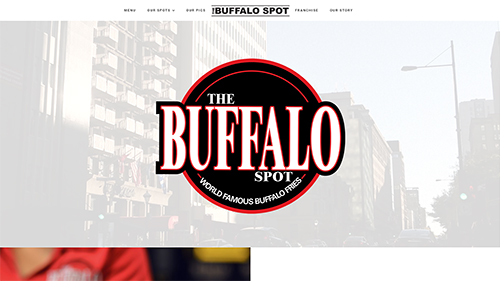 MENU
OUR SPOTS
OUR PICS
THE BUFFALO SPOT
FRANCHISE
OUR STORY
THE
BUFFALO
SPOT
WORLD FAMOUS BUFFALO FRIES